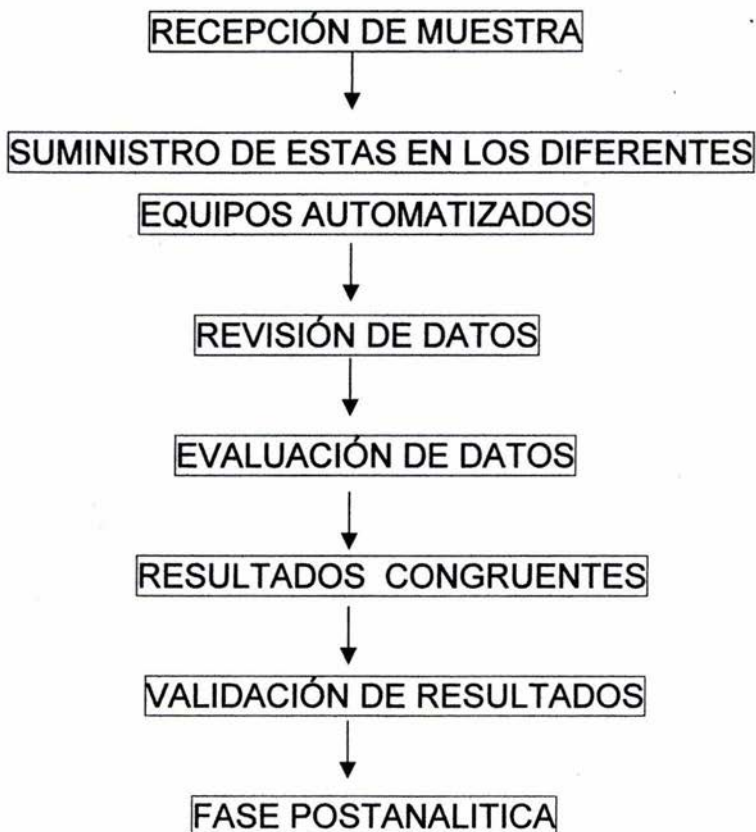 RECEPCIÓN DE MUESTRA
SUMINISTRO DE ESTAS EN LOS DIFERENTES
EQUIPOS AUTOMATIZADOS
REVISIÓN DE DATOS
EVALUACIÓN DE DATOS
RESULTADOS CONGRUENTES
VALIDACIÓN DE RESULTADOS
FASE POSTANALITICA